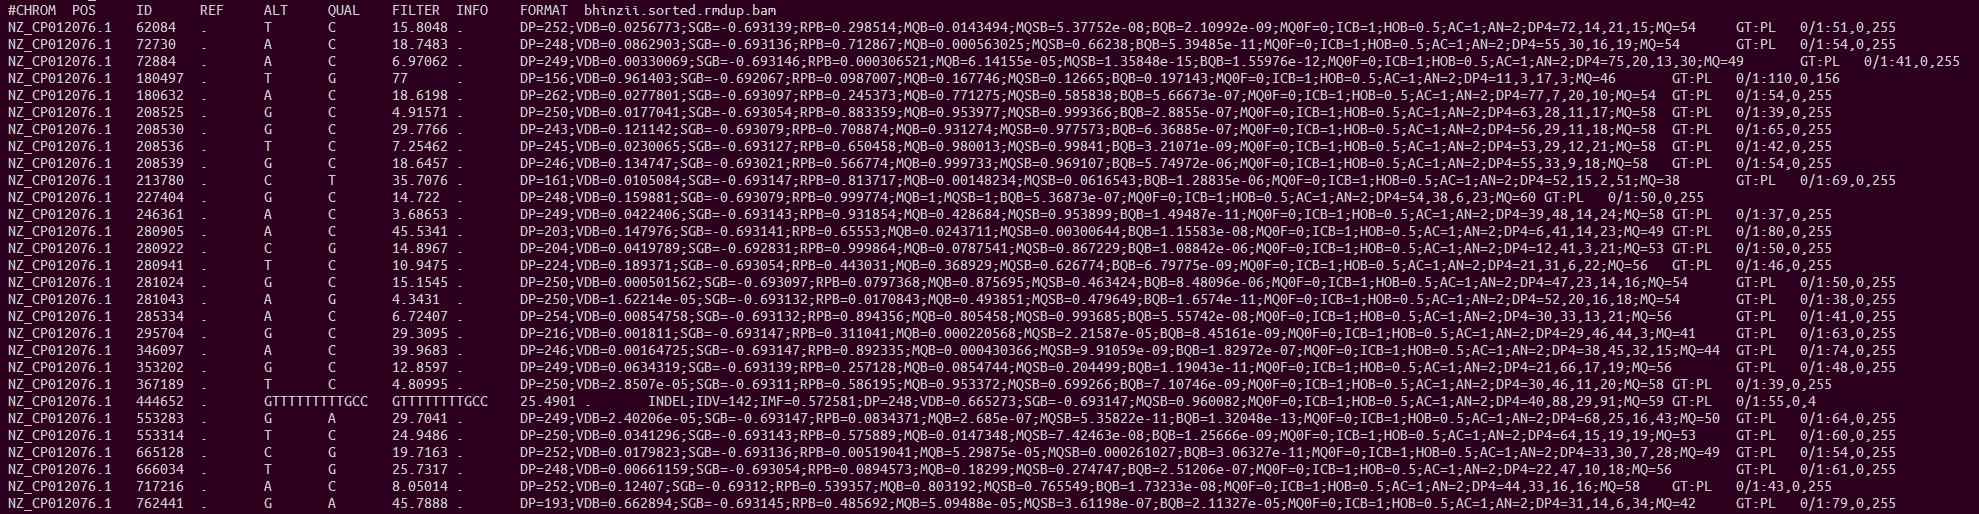 #CHROM POS ID REF ALT QUAL FILTER INFO FORMAT bhinzii.sorted.rmdup.bam
NZ_CP012076.1 62084 . T C 15.8048 . DP=252;VDB=0.0256773;SGB=-0.693139;RPB=0.298514;MQB=0.0143494;MQSB=5.37752e-08;BQB=2.10992e-09;MQ0F=0;ICB=1;HOB=0.5;AC=1;AN=2;DP4=72,14,21,15;MQ=54 GT:PL 0/1:51,0,255
NZ_CP012076.1 72730 . A C 18.7483 . DP=248;VDB=0.0862903;SGB=-0.693136;RPB=0.712867;MQB=0.000563025;MQSB=0.66238;BQB=5.39485e-11;MQ0F=0;ICB=1;HOB=0.5;AC=1;AN=2;DP4=55,30,16,19;MQ=54 GT:PL 0/1:54,0,255
NZ_CP012076.1 72884 . A C 6.97062 . DP=249;VDB=0.00330069;SGB=-0.693146;RPB=0.000306521;MQB=6.14155e-05;MQSB=1.35848e-15;BQB=1.55976e-12;MQ0F=0;ICB=1;HOB=0.5;AC=1;AN=2;DP4=75,20,13,30;MQ=49 GT:PL 0/1:41,0,255
NZ_CP012076.1 180497 . T G 77 . DP=156;VDB=0.961403;SGB=-0.692067;RPB=0.0987007;MQB=0.167746;MQSB=0.12665;BQB=0.197143;MQ0F=0;ICB=1;HOB=0.5;AC=1;AN=2;DP4=11,3,17,3;MQ=46 GT:PL 0/1:110,0,156
NZ_CP012076.1 180632 . A C 18.6198 . DP=262;VDB=0.0277801;SGB=-0.693097;RPB=0.245373;MQB=0.771275;MQSB=0.585838;BQB=5.66673e-07;MQ0F=0;ICB=1;HOB=0.5;AC=1;AN=2;DP4=77,7,20,10;MQ=54 GT:PL 0/1:54,0,255
NZ_CP012076.1 208525 . G C 4.91571 . DP=250;VDB=0.0177041;SGB=-0.693054;RPB=0.883359;MQB=0.953977;MQSB=0.999366;BQB=2.8855e-07;MQ0F=0;ICB=1;HOB=0.5;AC=1;AN=2;DP4=63,28,11,17;MQ=58 GT:PL 0/1:39,0,255
NZ_CP012076.1 208530 . G C 29.7766 . DP=243;VDB=0.121142;SGB=-0.693079;RPB=0.708874;MQB=0.931274;MQSB=0.977573;BQB=6.36885e-07;MQ0F=0;ICB=1;HOB=0.5;AC=1;AN=2;DP4=56,29,11,18;MQ=58 GT:PL 0/1:65,0,255
NZ_CP012076.1 208536 . T C 7.25462 . DP=245;VDB=0.0230065;SGB=-0.693127;RPB=0.650458;MQB=0.980013;MQSB=0.99841;BQB=3.21071e-09;MQ0F=0;ICB=1;HOB=0.5;AC=1;AN=2;DP4=53,29,12,21;MQ=58 GT:PL 0/1:42,0,255
NZ_CP012076.1 208539 . G C 18.6457 . DP=246;VDB=0.134747;SGB=-0.693021;RPB=0.566774;MQB=0.999733;MQSB=0.969107;BQB=5.74972e-06;MQ0F=0;ICB=1;HOB=0.5;AC=1;AN=2;DP4=55,33,9,18;MQ=58 GT:PL 0/1:54,0,255
NZ_CP012076.1 213780 . C T 35.7076 . DP=161;VDB=0.0105084;SGB=-0.693147;RPB=0.813717;MQB=0.00148234;MQSB=0.0616543;BQB=1.28835e-06;MQ0F=0;ICB=1;HOB=0.5;AC=1;AN=2;DP4=52,15,2,51;MQ=38 GT:PL 0/1:69,0,255
NZ_CP012076.1 227404 . G C 14.722 . DP=248;VDB=0.159881;SGB=-0.693079;RPB=0.999774;MQB=1;MQSB=1;BQB=5.36873e-07;MQ0F=0;ICB=1;HOB=0.5;AC=1;AN=2;DP4=54,38,6,23;MQ=60 GT:PL 0/1:50,0,255
NZ_CP012076.1 246361 . A C 3.68653 . DP=249;VDB=0.0422406;SGB=-0.693143;RPB=0.931854;MQB=0.428684;MQSB=0.953899;BQB=1.49487e-11;MQ0F=0;ICB=1;HOB=0.5;AC=1;AN=2;DP4=39,48,14,24;MQ=58 GT:PL 0/1:37,0,255
NZ_CP012076.1 280905 . A C 45.5341 . DP=203;VDB=0.147976;SGB=-0.693141;RPB=0.65553;MQB=0.0243711;MQSB=0.00300644;BQB=1.15583e-08;MQ0F=0;ICB=1;HOB=0.5;AC=1;AN=2;DP4=6,41,14,23;MQ=49 GT:PL 0/1:80,0,255
NZ_CP012076.1 280922 . C G 14.8967 . DP=204;VDB=0.0419789;SGB=-0.692831;RPB=0.999864;MQB=0.0787541;MQSB=0.867229;BQB=1.08842e-06;MQ0F=0;ICB=1;HOB=0.5;AC=1;AN=2;DP4=12,41,3,21;MQ=53 GT:PL 0/1:50,0,255
NZ_CP012076.1 280941 . T C 10.9475 . DP=224;VDB=0.189371;SGB=-0.693054;RPB=0.443031;MQB=0.368929;MQSB=0.626774;BQB=6.79775e-09;MQ0F=0;ICB=1;HOB=0.5;AC=1;AN=2;DP4=21,31,6,22;MQ=56 GT:PL 0/1:46,0,255
NZ_CP012076.1 281024 . G C 15.1545 . DP=250;VDB=0.000501562;SGB=-0.693097;RPB=0.0797368;MQB=0.875695;MQSB=0.463424;BQB=8.48096e-06;MQ0F=0;ICB=1;HOB=0.5;AC=1;AN=2;DP4=47,23,14,16;MQ=54 GT:PL 0/1:50,0,255
NZ_CP012076.1 281043 . A G 4.3431 . DP=250;VDB=1.62214e-05;SGB=-0.693132;RPB=0.0170843;MQB=0.493851;MQSB=0.479649;BQB=1.6574e-11;MQ0F=0;ICB=1;HOB=0.5;AC=1;AN=2;DP4=52,20,16,18;MQ=54 GT:PL 0/1:38,0,255
NZ_CP012076.1 285334 . A C 6.72407 . DP=254;VDB=0.00854758;SGB=-0.693132;RPB=0.894356;MQB=0.805458;MQSB=0.993685;BQB=5.55742e-08;MQ0F=0;ICB=1;HOB=0.5;AC=1;AN=2;DP4=30,33,13,21;MQ=56 GT:PL 0/1:41,0,255
NZ_CP012076.1 295704 . G C 29.3095 . DP=216;VDB=0.001811;SGB=-0.693147;RPB=0.311041;MQB=0.000220568;MQSB=2.21587e-05;BQB=8.45161e-09;MQ0F=0;ICB=1;HOB=0.5;AC=1;AN=2;DP4=29,46,44,3;MQ=41 GT:PL 0/1:63,0,255
NZ_CP012076.1 346097 . A C 39.9683 . DP=246;VDB=0.00164725;SGB=-0.693147;RPB=0.892335;MQB=0.000430366;MQSB=9.91059e-09;BQB=1.82972e-07;MQ0F=0;ICB=1;HOB=0.5;AC=1;AN=2;DP4=38,45,32,15;MQ=44 GT:PL 0/1:74,0,255
NZ_CP012076.1 353202 . G C 12.8597 . DP=250;VDB=0.0634319;SGB=-0.693139;RPB=0.257128;MQB=0.0854744;MQSB=0.204499;BQB=1.19043e-11;MQ0F=0;ICB=1;HOB=0.5;AC=1;AN=2;DP4=21,66,17,19;MQ=56 GT:PL 0/1:48,0,255
NZ_CP012076.1 367189 . T C 4.80995 . DP=250;VDB=2.8507e-05;SGB=-0.69311;RPB=0.586195;MQB=0.953372;MQSB=0.699266;BQB=7.10746e-09;MQ0F=0;ICB=1;HOB=0.5;AC=1;AN=2;DP4=30,46,11,20;MQ=58 GT:PL 0/1:39,0,255
NZ_CP012076.1 444652 . GTTTTTTTTTGCC GTTTTTTTTGCC 25.4901 . INDEL;IDV=142;IMF=0.572581;DP=248;VDB=0.665273;SGB=-0.693147;MQSB=0.960082;MQ0F=0;ICB=1;HOB=0.5;AC=1;AN=2;DP4=40,88,29,91;MQ=59 GT:PL 0/1:55,0,4
NZ_CP012076.1 553283 . G A 29.7041 . DP=249;VDB=2.40206e-05;SGB=-0.693147;RPB=0.0834371;MQB=2.685e-07;MQSB=5.35822e-11;BQB=1.32048e-13;MQ0F=0;ICB=1;HOB=0.5;AC=1;AN=2;DP4=68,25,16,43;MQ=50 GT:PL 0/1:64,0,255
NZ_CP012076.1 553314 . T C 24.9486 . DP=250;VDB=0.0341296;SGB=-0.693143;RPB=0.575889;MQB=0.0147348;MQSB=7.42463e-08;BQB=1.25666e-09;MQ0F=0;ICB=1;HOB=0.5;AC=1;AN=2;DP4=64,15,19,19;MQ=53 GT:PL 0/1:60,0,255
NZ_CP012076.1 665128 . C G 19.7163 . DP=252;VDB=0.0179823;SGB=-0.693136;RPB=0.00519041;MQB=5.29875e-05;MQSB=0.000261027;BQB=3.06327e-11;MQ0F=0;ICB=1;HOB=0.5;AC=1;AN=2;DP4=33,30,7,28;MQ=49 GT:PL 0/1:54,0,255
NZ_CP012076.1 666034 . T G 25.7317 . DP=248;VDB=0.00661159;SGB=-0.693054;RPB=0.0894573;MQB=0.18299;MQSB=0.274747;BQB=2.51206e-07;MQ0F=0;ICB=1;HOB=0.5;AC=1;AN=2;DP4=22,47,10,18;MQ=56 GT:PL 0/1:61,0,255
NZ_CP012076.1 717216 . A C 8.05014 . DP=252;VDB=0.12407;SGB=-0.69312;RPB=0.539357;MQB=0.803192;MQSB=0.765549;BQB=1.73233e-08;MQ0F=0;ICB=1;HOB=0.5;AC=1;AN=2;DP4=44,33,16,16;MQ=58 GT:PL 0/1:43,0,255
NZ_CP012076.1 762441 . G A 45.7888 . DP=193;VDB=0.662894;SGB=-0.693145;RPB=0.485692;MQB=5.09488e-05;MQSB=3.61198e-07;BQB=2.11327e-05;MQ0F=0;ICB=1;HOB=0.5;AC=1;AN=2;DP4=31,14,6,34;MQ=42 GT:PL 0/1:79,0,255